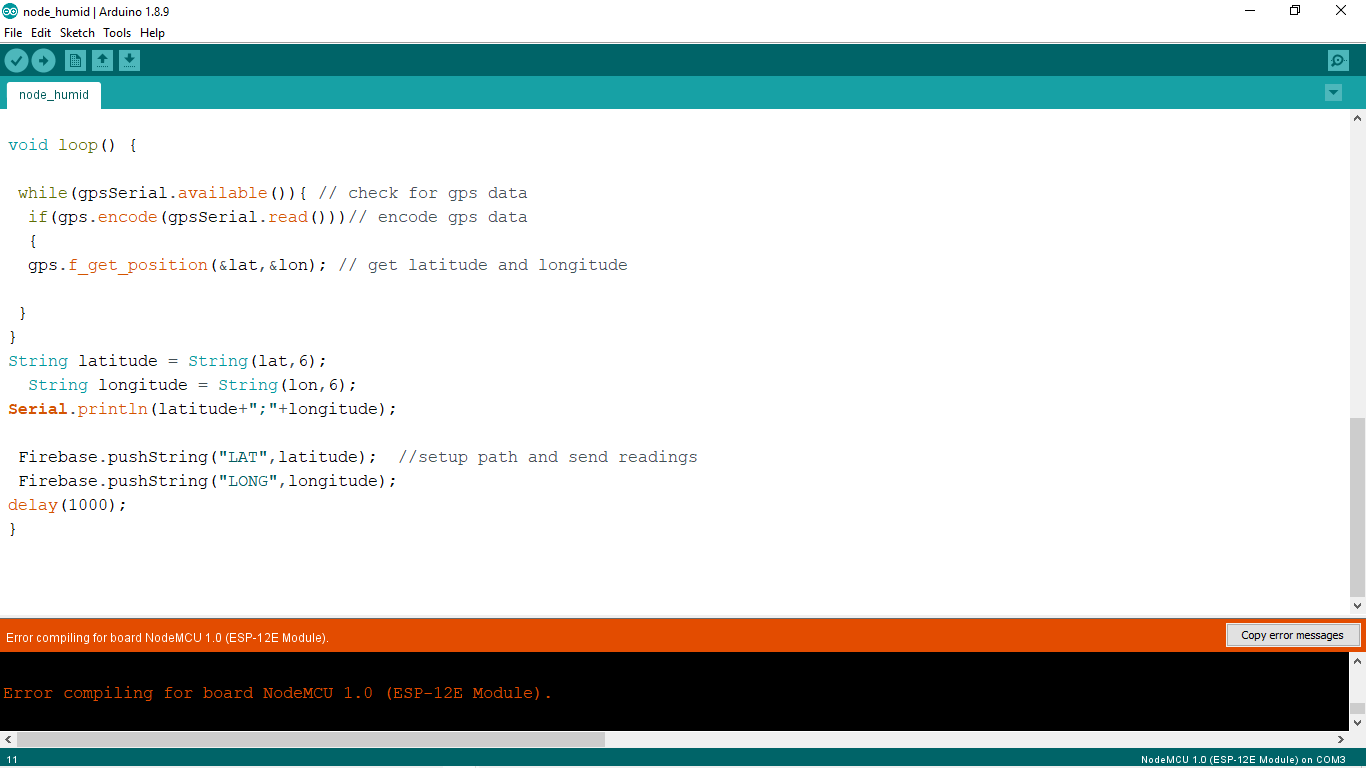 node_humid | Arduino 1.8.9
File Edit Sketch Tools Help
node_humid
void loop() {
while(gpsSerial.available()){ // check for gps data
if(gps.encode(gpsSerial.read()))// encode gps data
{
gps.f_get_position(&lat,&lon); // get latitude and longitude
}
}
String latitude = String(lat,6);
String longitude = String(lon,6);
Serial.println(latitude+";"+longitude);
Firebase.pushString("LAT",latitude);  //setup path and send readings
Firebase.pushString("LONG",longitude);
delay(1000);
}
Error compiling for board NodeMCU 1.0 (ESP-12E Module).
Copy error messages
Error compiling for board NodeMCU 1.0 (ESP-12E Module).
11
NodeMCU 1.0 (ESP-12E Module) on COM3